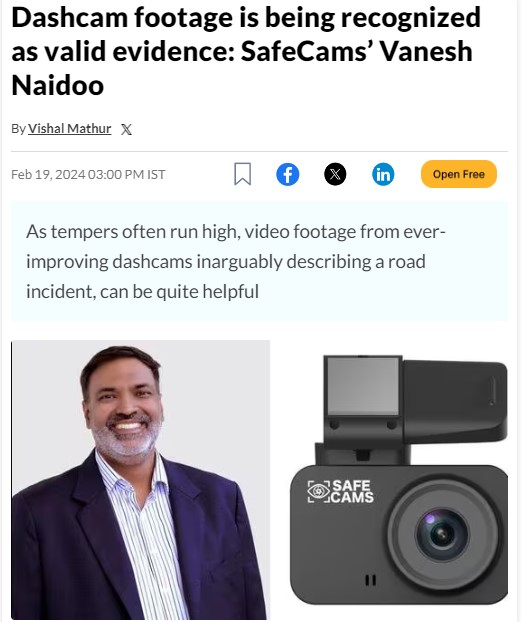 Dashcam footage is being recognized
as valid evidence: SafeCams’ Vanesh
Naidoo
By Vishal Mathur
Feb 19, 2024 03:00 PM IST
Open Free
As tempers often run high, video footage from ever-
improving dashcams inarguably describing a road
incident, can be quite helpful
SAFE
CAMS